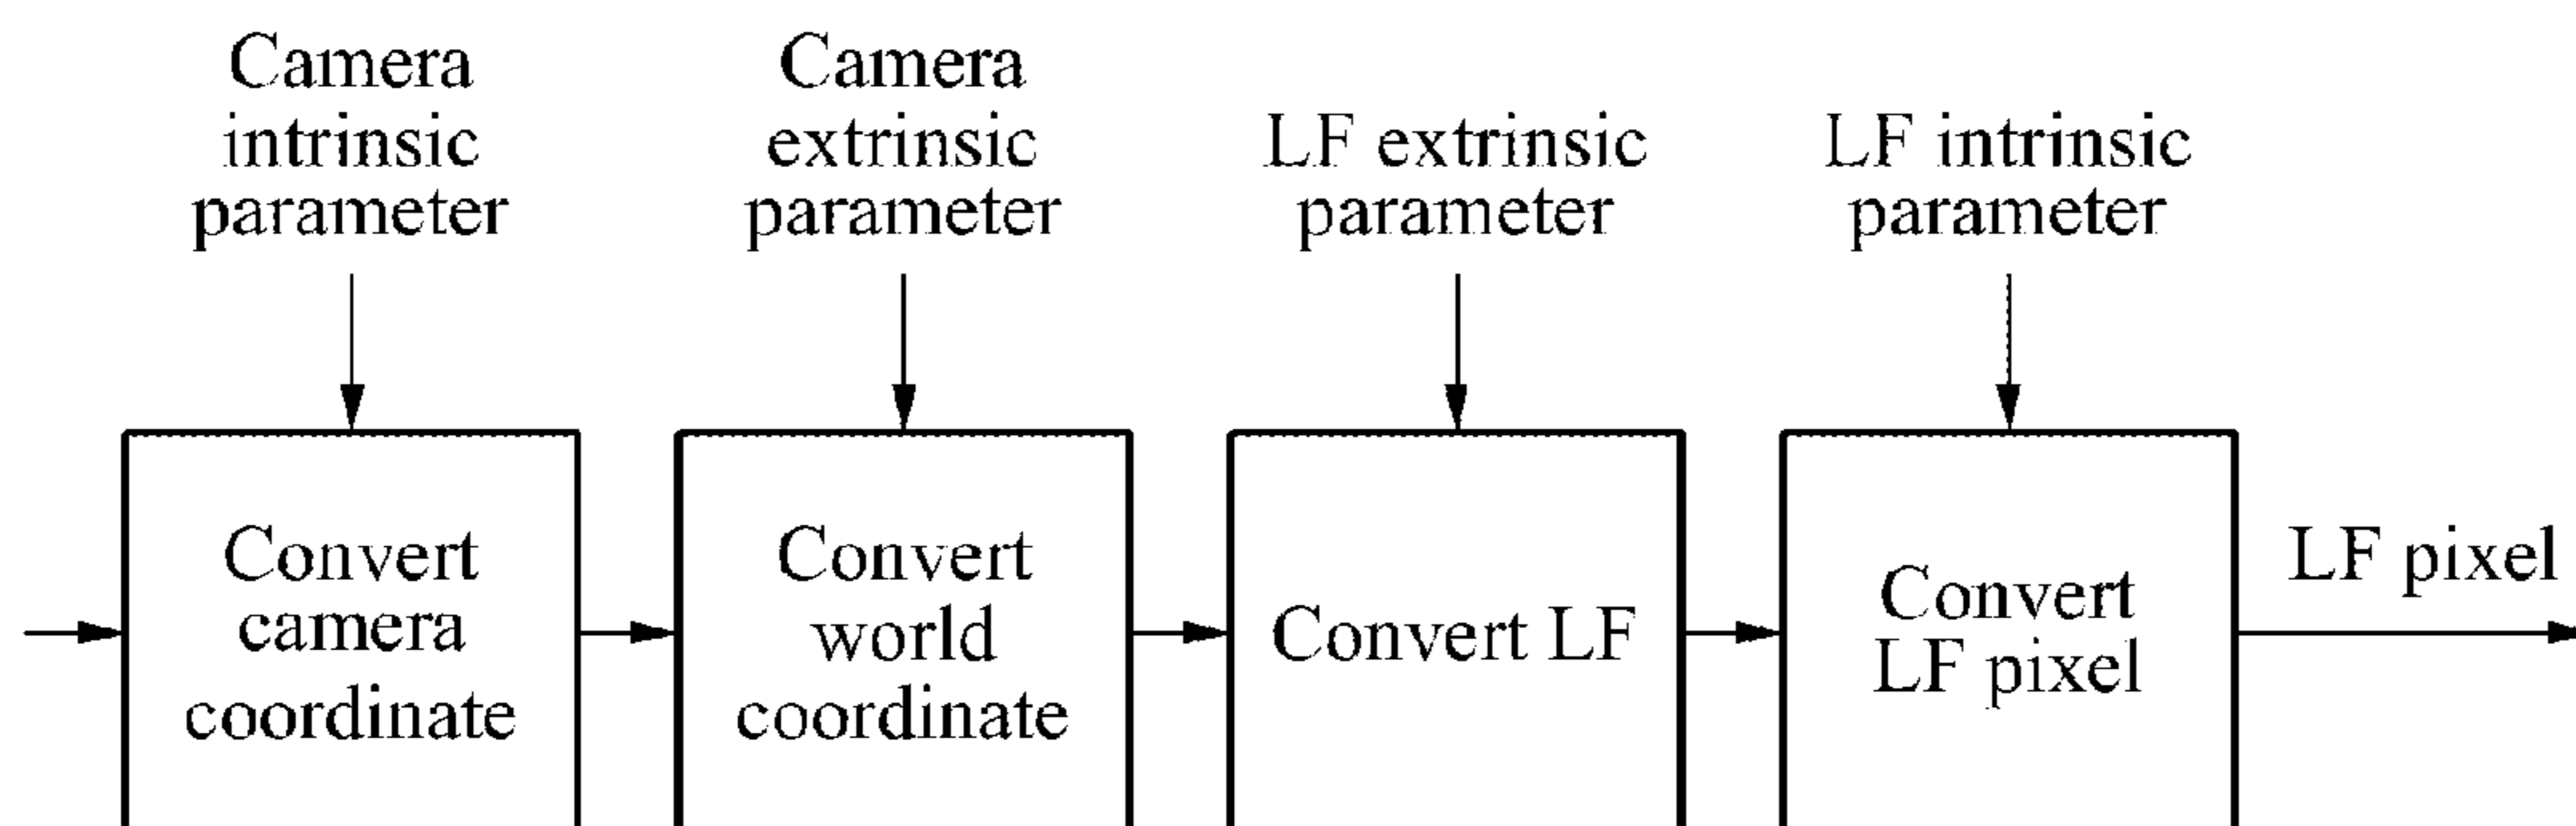 Camera
intrinsic
parameter
Camera
extrinsic
parameter
LF extrinsic
parameter
LF intrinsic
parameter
Convert
camera
coordinate
Convert
world
coordinate
Convert LF
Convert
LF pixel
LF pixel